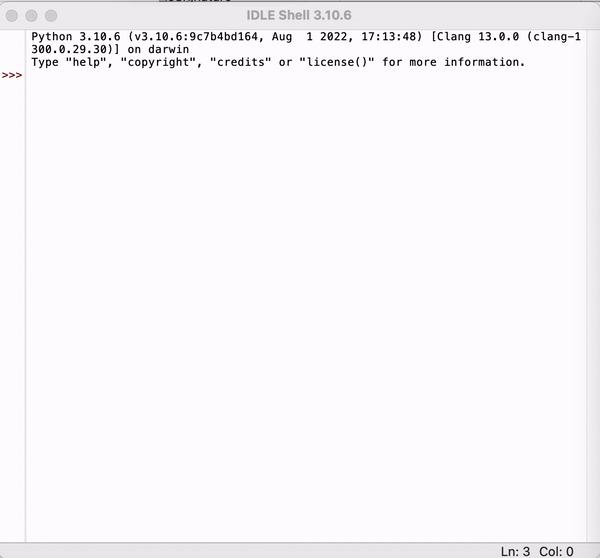 IDLE Shell 3.10.6
Python 3.10.6 (v3.10.6:9c7b4bd164, Aug  1 2022, 17:13:48) [Clang 13.0.0 (clang-1
300.0.29.30)] on darwin
Type "help", "copyright", "credits" or "license()" for more information.
>>>
Ln: 3  Col: 0